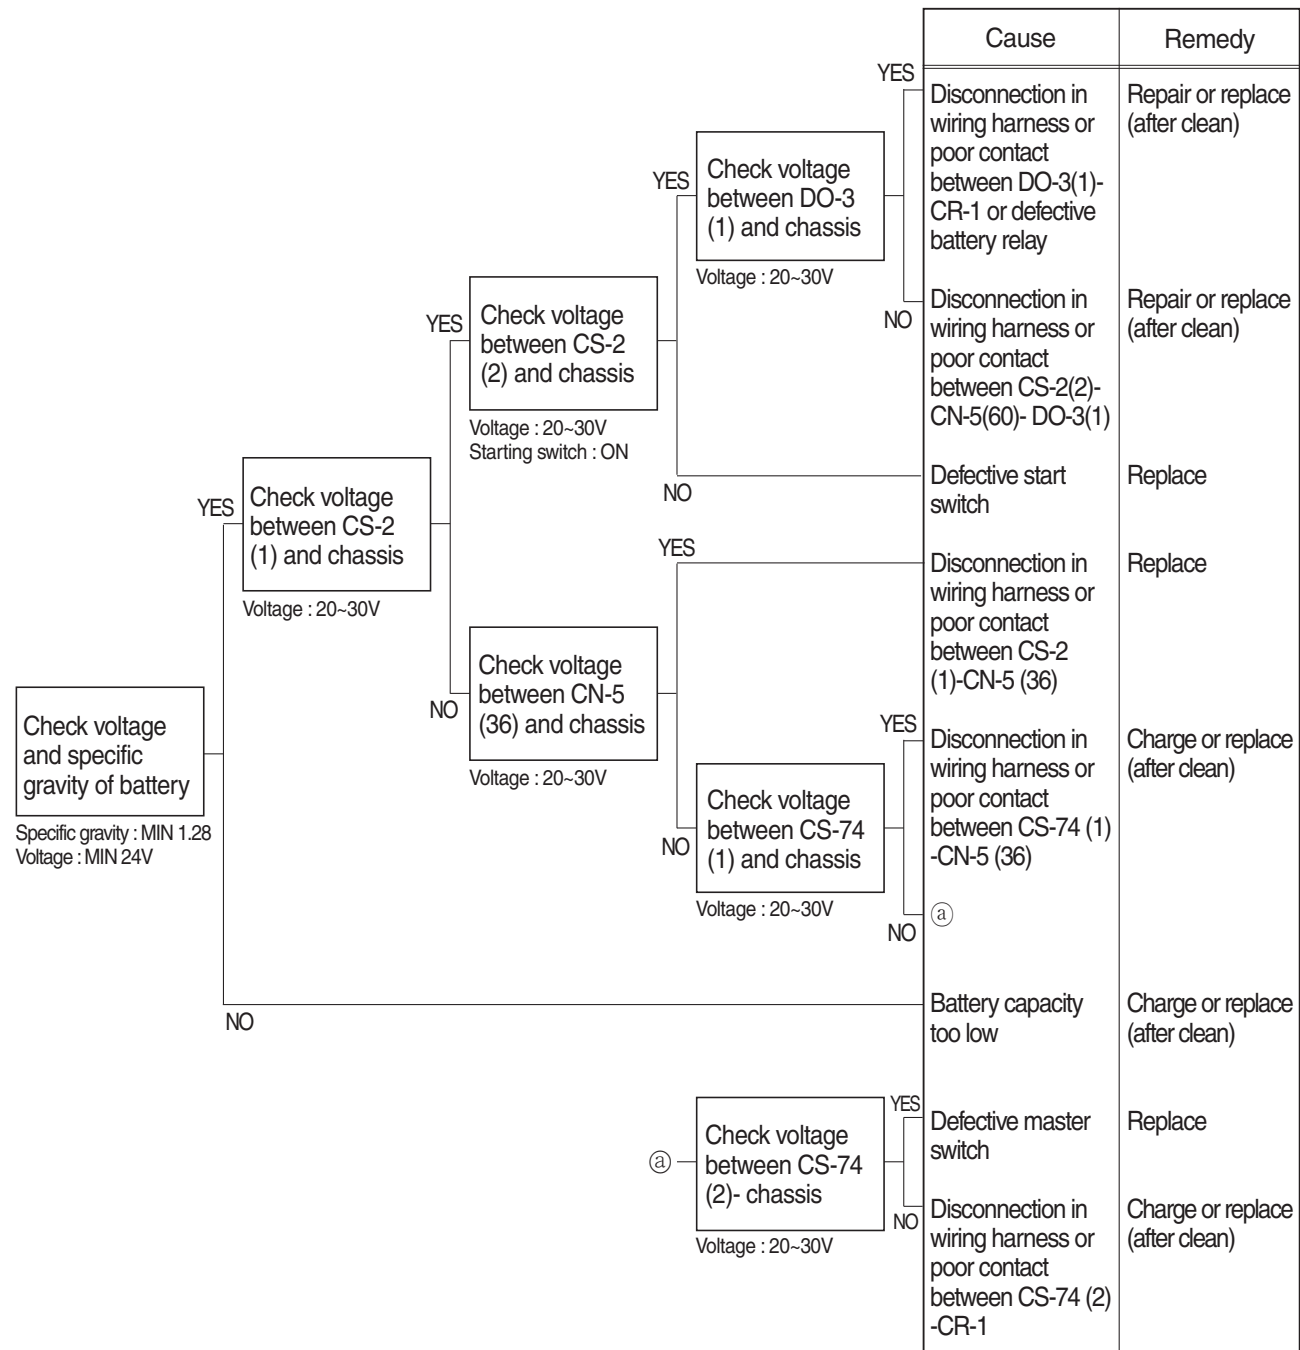 Cause
Remedy
YES
Disconnection in
wiring harness or
poor contact
between DO-3(1)-
CR-1 or defective
battery relay
Repair or replace
(after clean)
YES
Check voltage
between DO-3
(1) and chassis
Voltage : 20~30V
NO
Disconnection in
wiring harness or
poor contact
between CS-2(2)-
CN-5(60)- DO-3(1)
Repair or replace
(after clean)
YES
Check voltage
between CS-2
(2) and chassis
Voltage : 20~30V
Starting switch : ON
NO
Defective start
switch
Replace
YES
Check voltage
between CS-2
(1) and chassis
Voltage : 20~30V
YES
Disconnection in
wiring harness or
poor contact
between CS-2
(1)-CN-5 (36)
Replace
NO
Check voltage
between CN-5
(36) and chassis
Voltage : 20~30V
Check voltage
and specific
gravity of battery
Specific gravity : MIN 1.28
Voltage : MIN 24V
YES
Disconnection in
wiring harness or
poor contact
between CS-74 (1)
-CN-5 (36)
Charge or replace
(after clean)
NO
Check voltage
between CS-74
(1) and chassis
Voltage : 20~30V
NO
ⓐ
NO
Battery capacity
too low
Charge or replace
(after clean)
ⓐ
Check voltage
between CS-74
(2)- chassis
Voltage : 20~30V
YES
Defective master
switch
Replace
NO
Disconnection in
wiring harness or
poor contact
between CS-74 (2)
-CR-1
Charge or replace
(after clean)